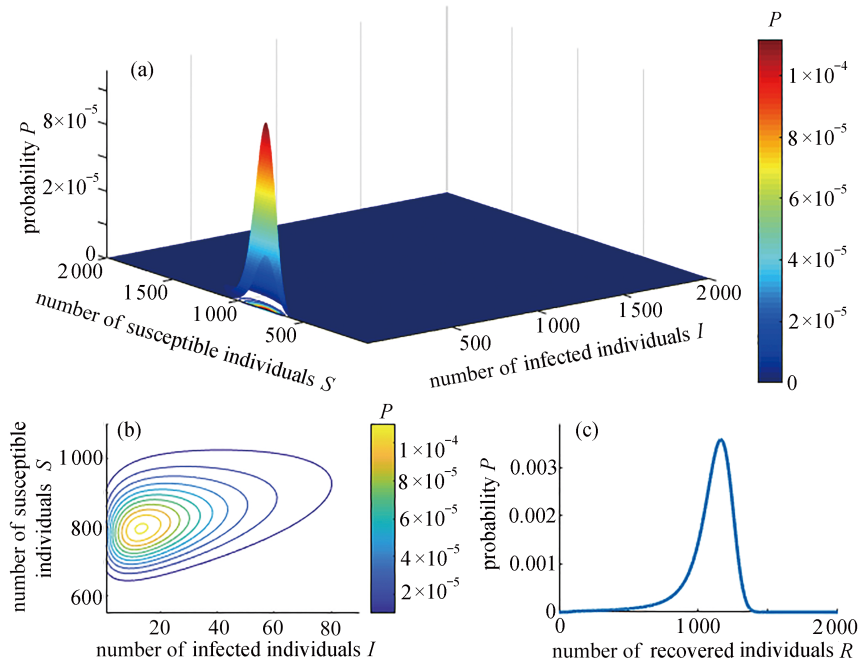 (a)
P
1×10⁻⁴
8×10⁻⁵
6×10⁻⁵
4×10⁻⁵
2×10⁻⁵
0
probability P
8×10⁻⁵
2×10⁻⁵
0
2 000
1 500
1 000
500
number of susceptible individuals S
500
1 000
1 500
2 000
number of infected individuals I
(b)
number of susceptible
individuals S
1 000
800
600
20
40
60
80
number of infected individuals I
P
1×10⁻⁴
8×10⁻⁵
6×10⁻⁵
4×10⁻⁵
2×10⁻⁵
(c)
probability P
0.003
0.002
0.001
0
0
1 000
2 000
number of recovered individuals R